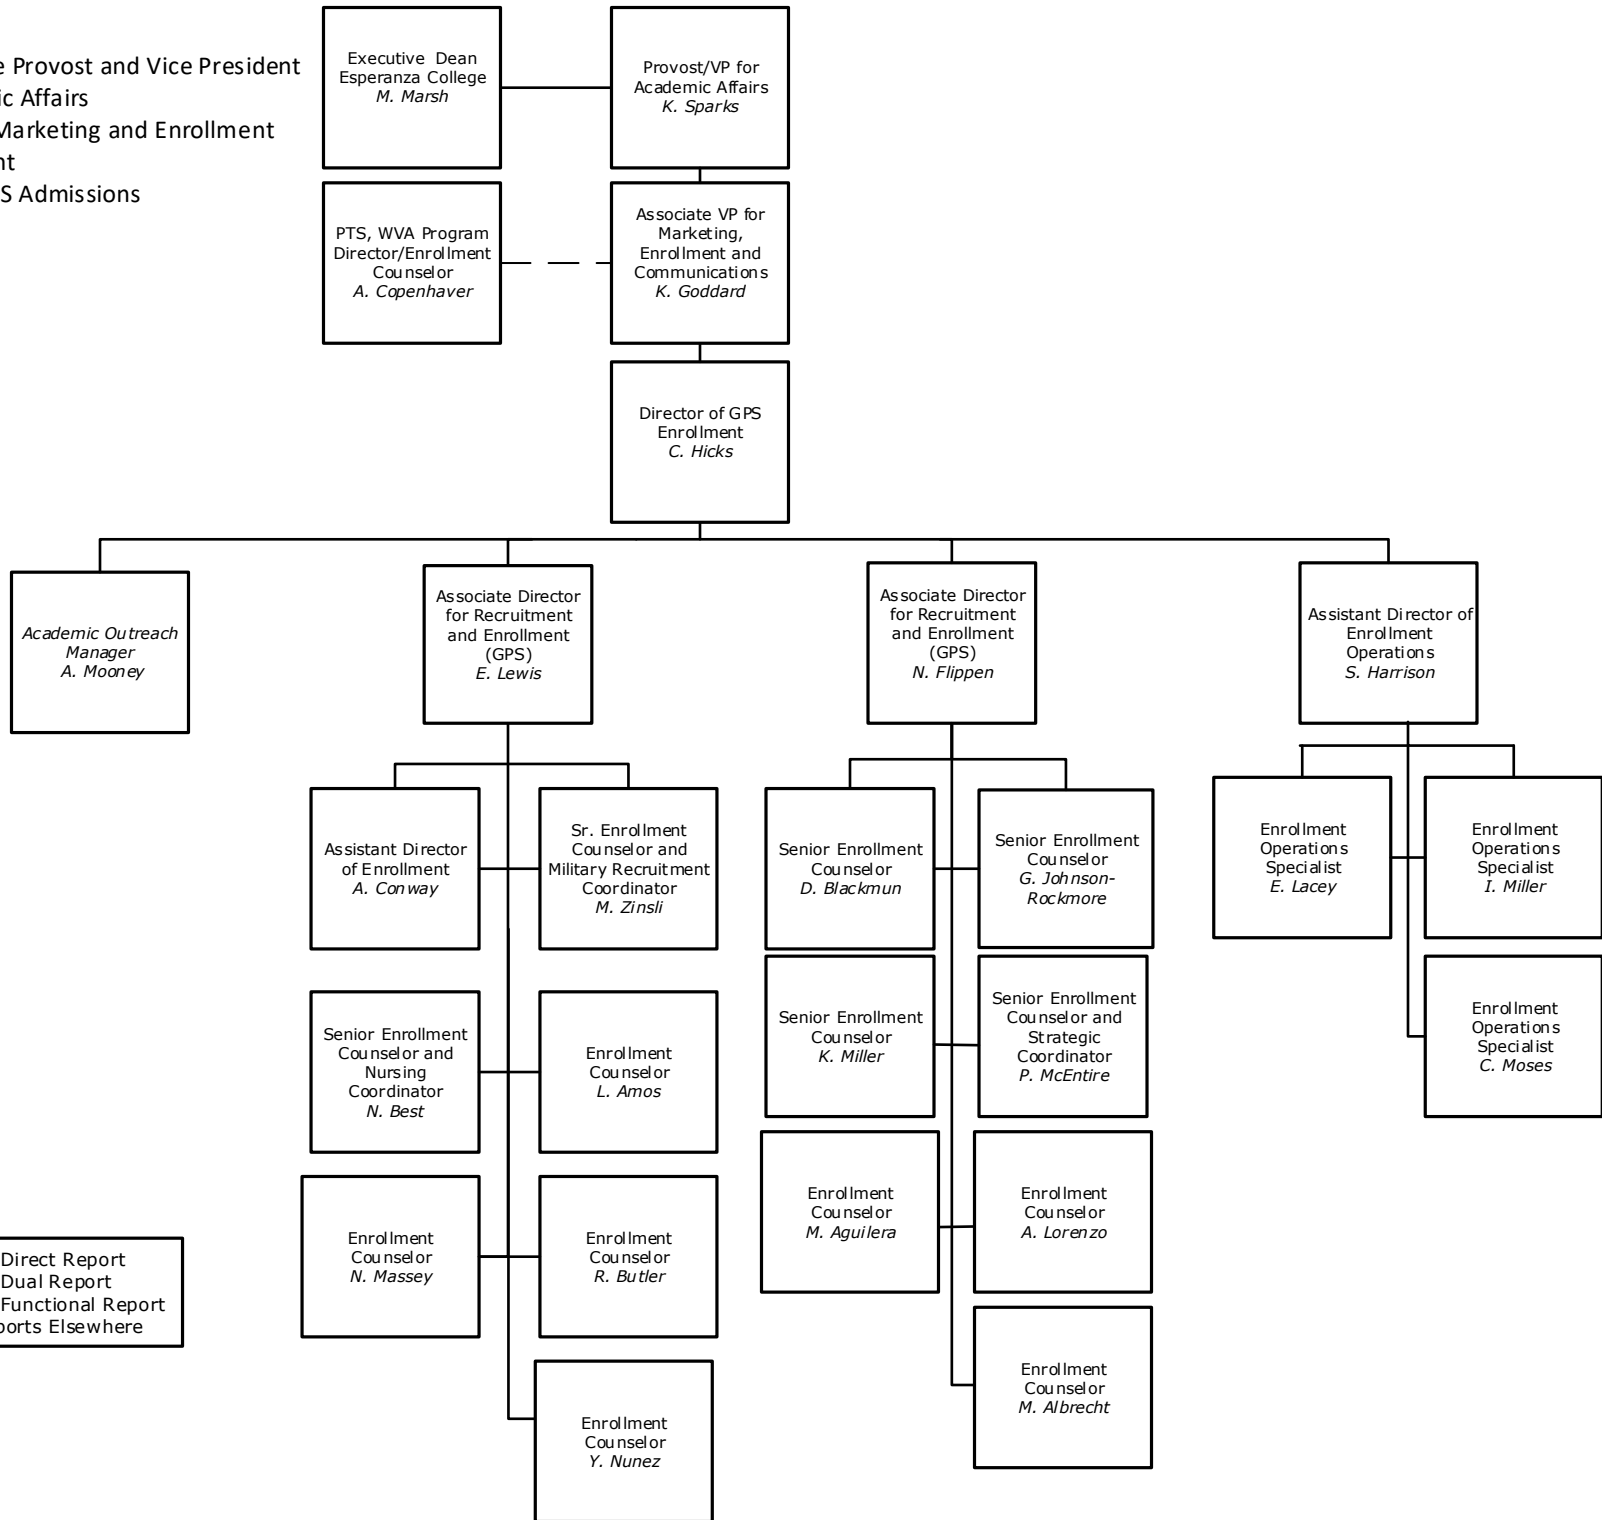 e Provost and Vice President
ic Affairs
Marketing and Enrollment
nt
S Admissions
Executive Dean
Esperanza College
M. Marsh
Provost/VP for
Academic Affairs
K. Sparks
PTS, WVA Program
Director/Enrollment
Counselor
A. Copenhaver
Associate VP for
Marketing,
Enrollment and
Communications
K. Goddard
Director of GPS
Enrollment
C. Hicks
Academic Outreach
Manager
A. Mooney
Associate Director
for Recruitment
and Enrollment
(GPS)
E. Lewis
Associate Director
for Recruitment
and Enrollment
(GPS)
N. Flippen
Assistant Director of
Enrollment
Operations
S. Harrison
Assistant Director
of Enrollment
A. Conway
Sr. Enrollment
Counselor and
Military Recruitment
Coordinator
M. Zinsli
Senior Enrollment
Counselor
D. Blackmun
Senior Enrollment
Counselor
G. Johnson-
Rockmore
Enrollment
Operations
Specialist
E. Lacey
Enrollment
Operations
Specialist
I. Miller
Senior Enrollment
Counselor and
Nursing
Coordinator
N. Best
Enrollment
Counselor
L. Amos
Senior Enrollment
Counselor
K. Miller
Senior Enrollment
Counselor and
Strategic
Coordinator
P. McEntire
Enrollment
Operations
Specialist
C. Moses
Enrollment
Counselor
N. Massey
Enrollment
Counselor
R. Butler
Enrollment
Counselor
M. Aguilera
Enrollment
Counselor
A. Lorenzo
Enrollment
Counselor
Y. Nunez
Enrollment
Counselor
M. Albrecht
Direct Report
Dual Report
Functional Report
ports Elsewhere